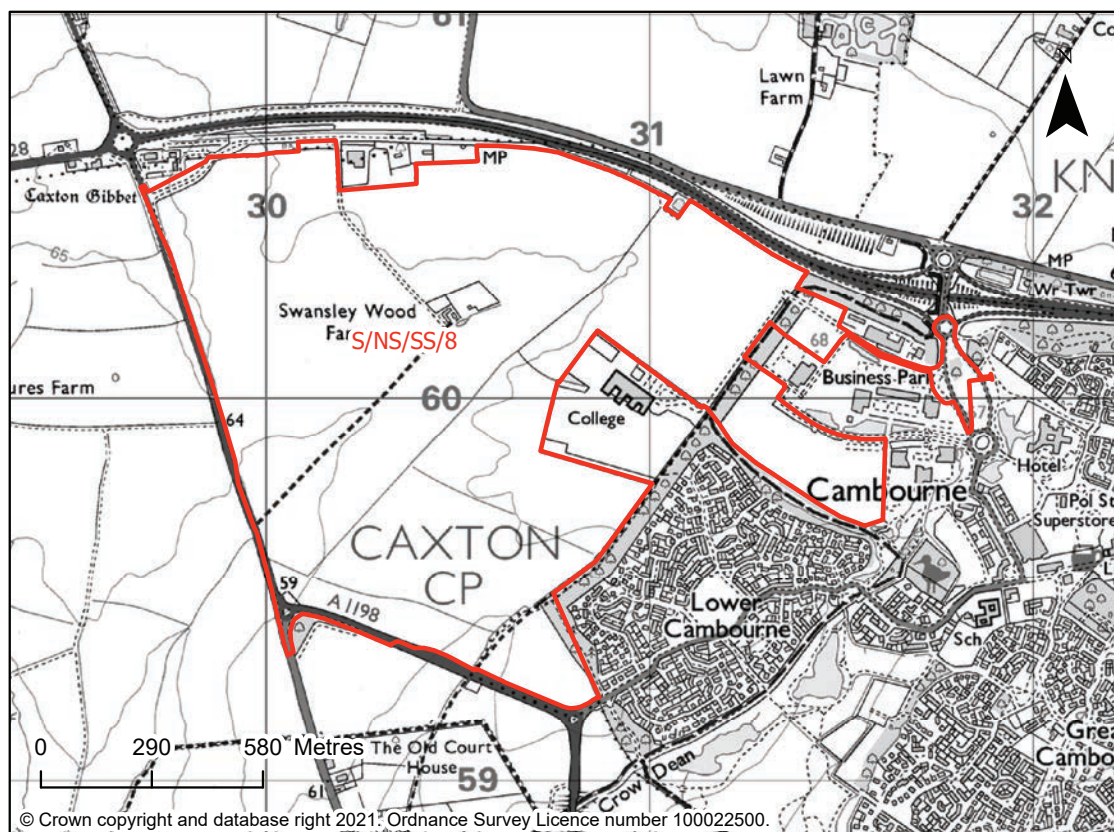 61
Co
Lawn
Farm
31
28
MP
KN
Caxton Gibbet
30
32
65
MP
Wr Twr
Swansley Wood
Far
S/NS/SS/8
68
ures Farm
Business Park
60
64
College
Cambourne
Hotel
Pol St
Superstore
L
CAXTON
CP
59
A 1198
Lower
Cambourne
Sch
0 290 580 Metres
The Old Court
House
59
61
Crow Dean
Grea
Cambo
© Crown copyright and database right 2021. Ordnance Survey Licence number 100022500.